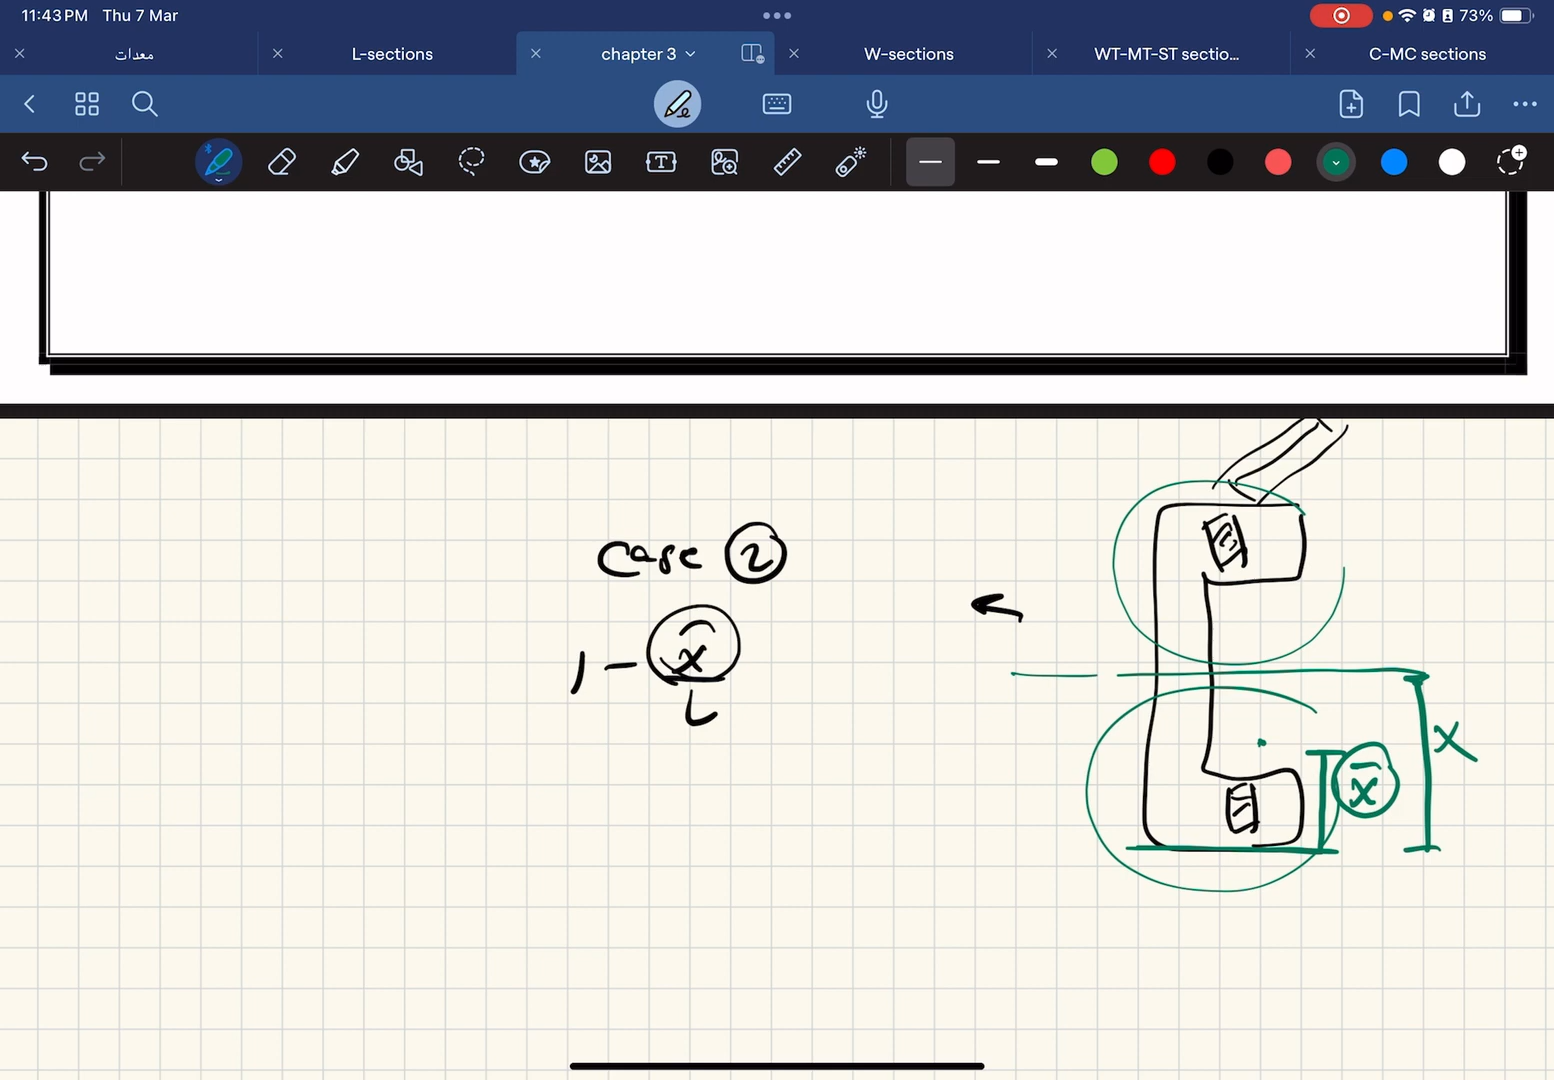 11:43 PM Thu 7 Mar
73%
معدات
L-sections
chapter 3
W-sections
WT-MT-ST sectio...
C-MC sections
T
case 2
1 - x̄
L
x
x̄